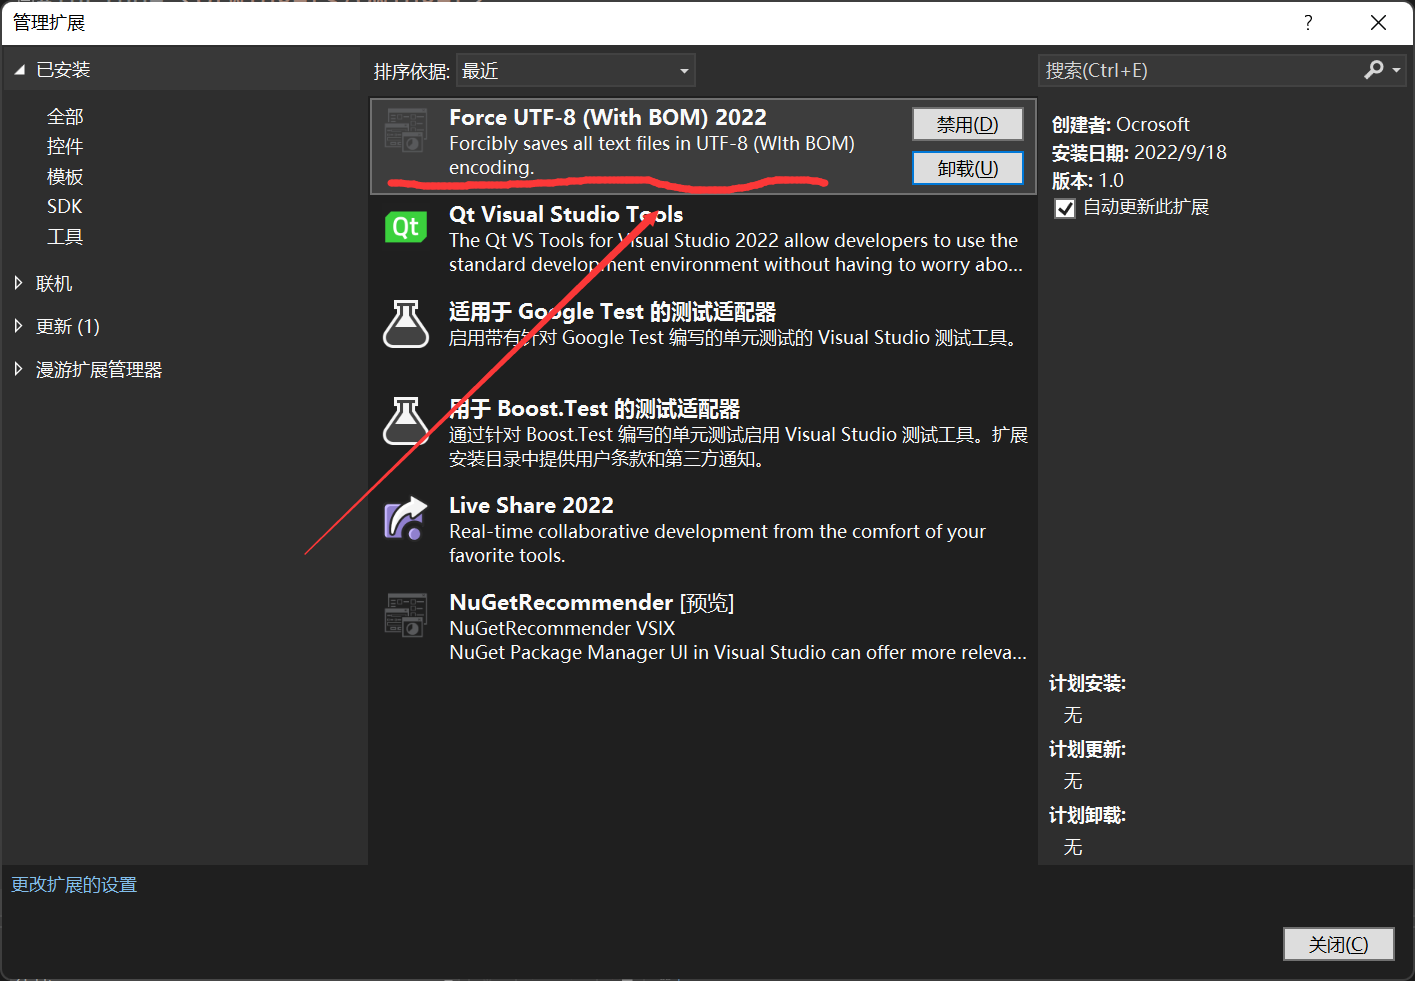 管理扩展
?
已安装
全部
控件
模板
SDK
工具
联机
更新 (1)
漫游扩展管理器
排序依据: 最近
Force UTF-8 (With BOM) 2022
Forcibly saves all text files in UTF-8 (WIth BOM)
encoding.
禁用(D)
卸载(U)
Qt
Qt Visual Studio Tools
The Qt VS Tools for Visual Studio 2022 allow developers to use the
standard development environment without having to worry abo...
适用于 Google Test 的测试适配器
启用带有针对 Google Test 编写的单元测试的 Visual Studio 测试工具。
用于 Boost.Test 的测试适配器
通过针对 Boost.Test 编写的单元测试启用 Visual Studio 测试工具。扩展
安装目录中提供用户条款和第三方通知。
Live Share 2022
Real-time collaborative development from the comfort of your
favorite tools.
NuGetRecommender [预览]
NuGetRecommender VSIX
NuGet Package Manager UI in Visual Studio can offer more releva...
搜索(Ctrl+E)
创建者: Ocrosoft
安装日期: 2022/9/18
版本: 1.0
自动更新此扩展
计划安装:
无
计划更新:
无
计划卸载:
无
更改扩展的设置
关闭(C)